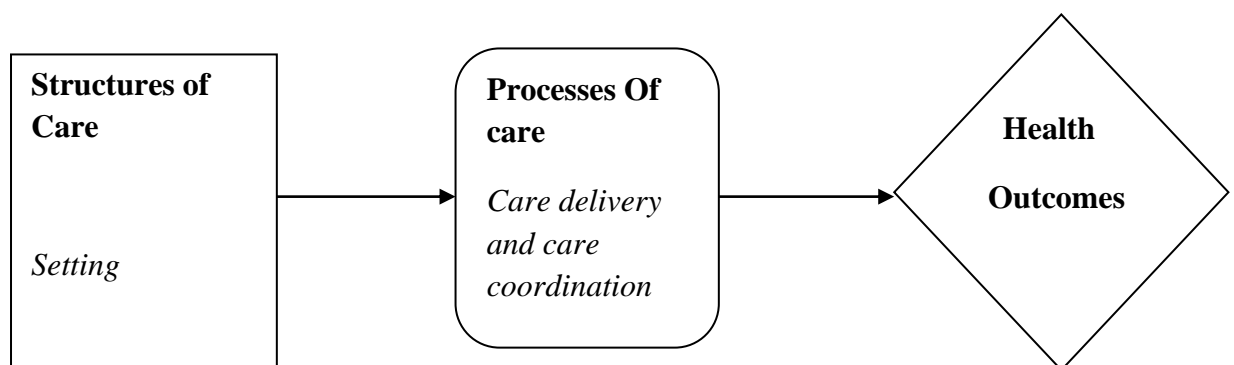 Structures of
Care
Setting
Processes Of
care
Care delivery
and care
coordination
Health
Outcomes